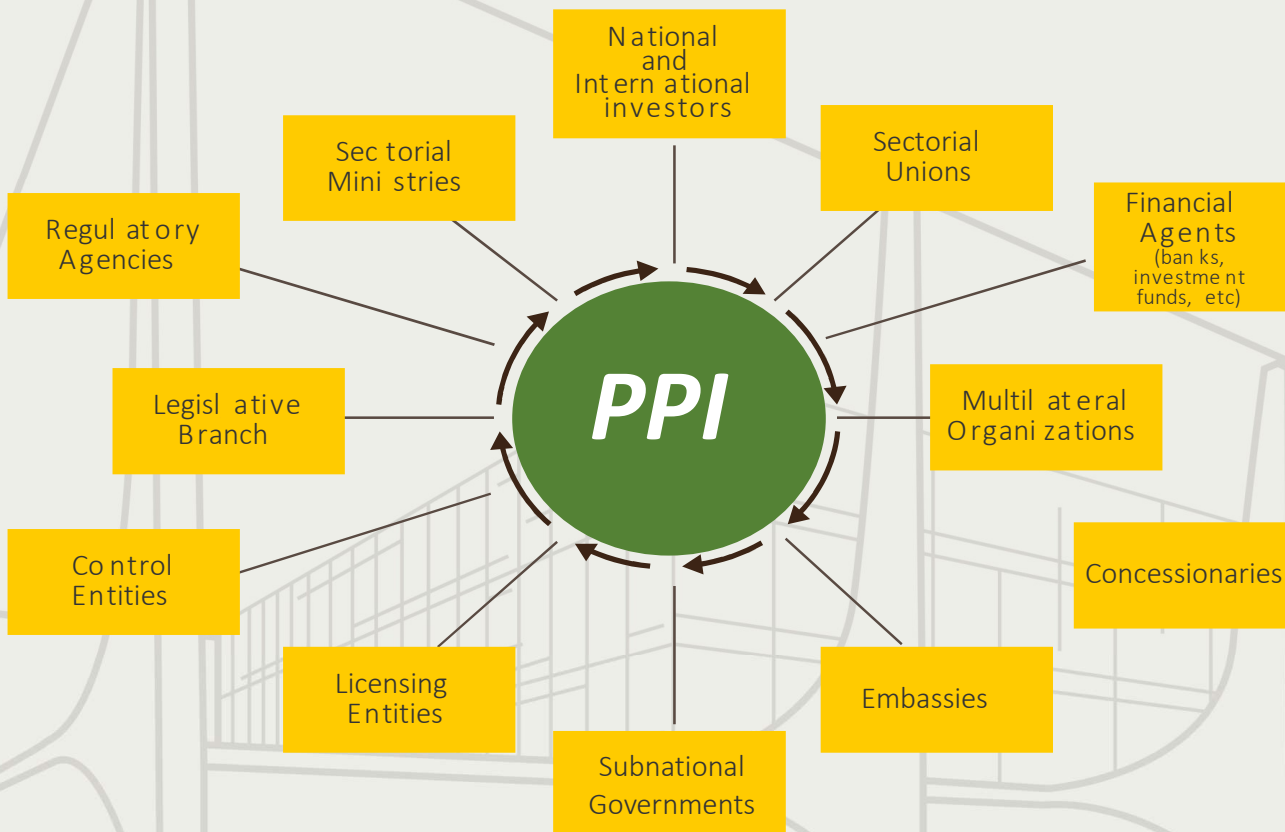 National
and
International
investors
Sectorial
Unions
Financial
Agents
(banks,
investment
funds, etc)
Multilateral
Organizations
Concessionaries
Embassies
Subnational
Governments
Licensing
Entities
Control
Entities
Legislative
Branch
Regulatory
Agencies
Sectorial
Ministries
PPI